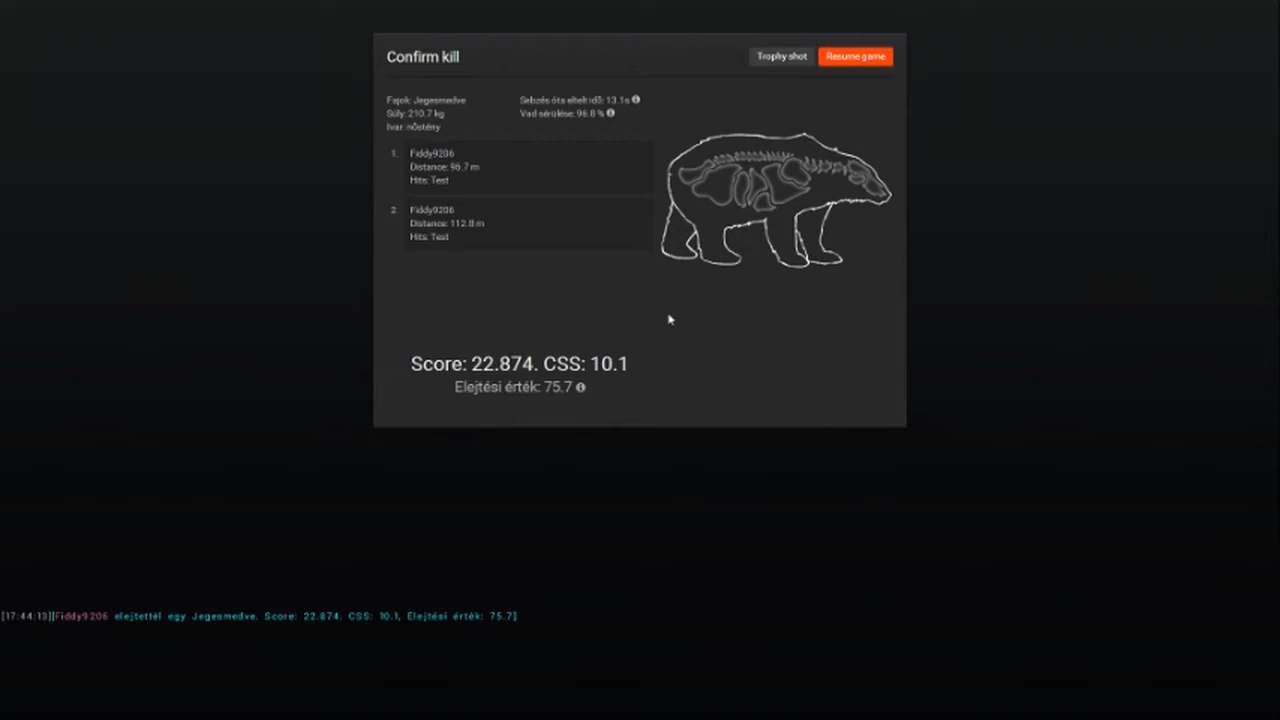 Confirm kill
Trophy shot
Resume game
Fajok: Jegesmedve
Súly: 210.7 kg
Ivar: nőstény
Sebzés óta eltelt idő: 13.1s
Vad sérülése: 96.8 %
1. Fiddy9206
Distance: 96.7 m
Hits: Test
2. Fiddy9206
Distance: 112.8 m
Hits: Test
Score: 22.874. CSS: 10.1
Elejtési érték: 75.7
[17:44:13][Fiddy9206 elejtettél egy Jegesmedve. Score: 22.874. CSS: 10.1, Elejtési érték: 75.7]